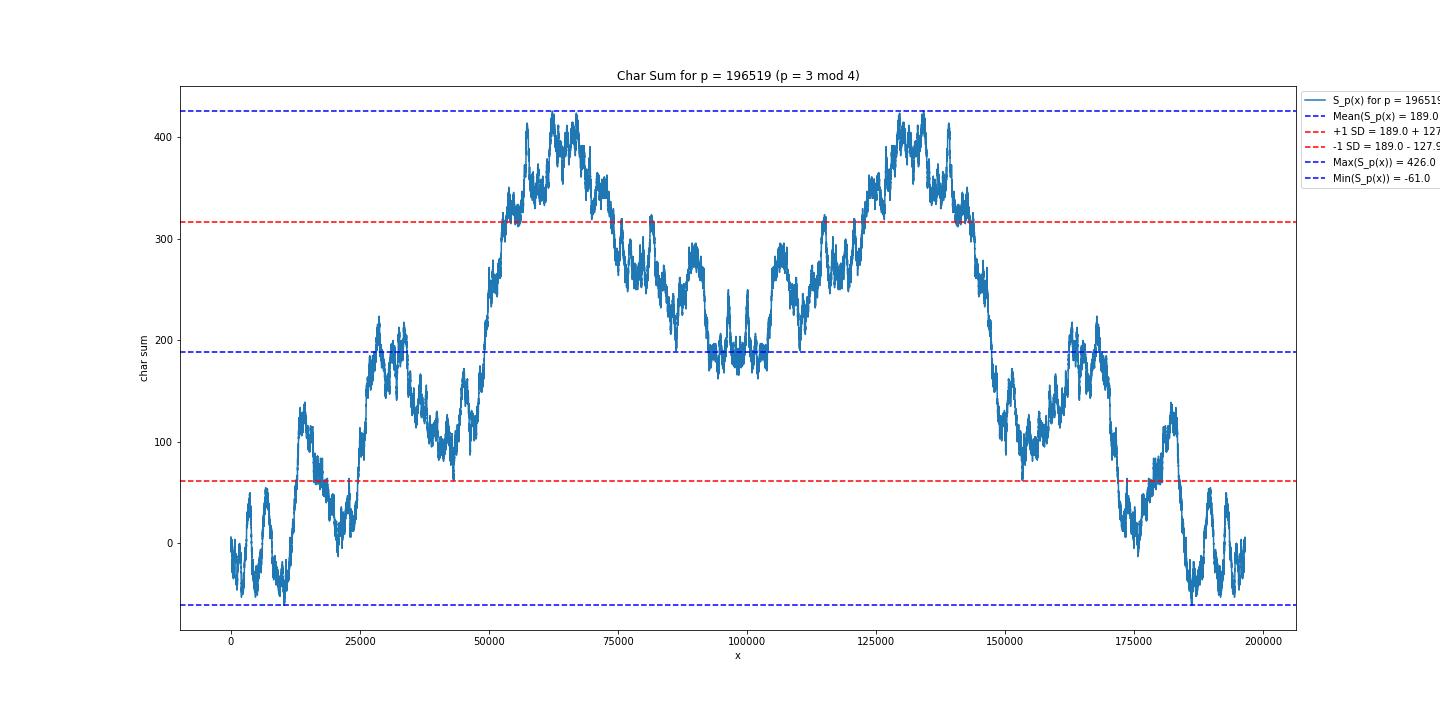 Char Sum for p = 196519 (p = 3 mod 4)
S_p(x) for p = 196519
Mean(S_p(x) = 189.0
+1 SD = 189.0 + 127
-1 SD = 189.0 - 127.9
Max(S_p(x)) = 426.0
Min(S_p(x)) = -61.0
400
300
200
100
0
char sum
0 25000 50000 75000 100000 125000 150000 175000 200000
x